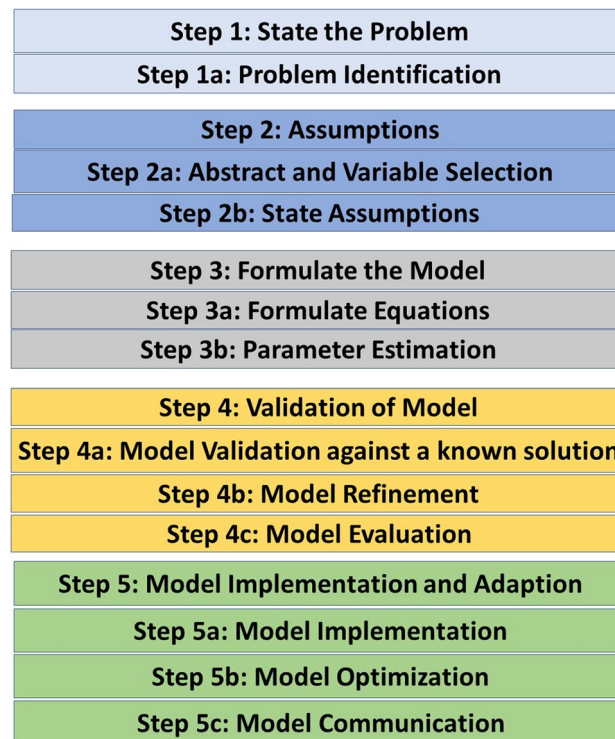 Step 1: State the Problem
Step 1a: Problem Identification
Step 2: Assumptions
Step 2a: Abstract and Variable Selection
Step 2b: State Assumptions
Step 3: Formulate the Model
Step 3a: Formulate Equations
Step 3b: Parameter Estimation
Step 4: Validation of Model
Step 4a: Model Validation against a known solution
Step 4b: Model Refinement
Step 4c: Model Evaluation
Step 5: Model Implementation and Adaption
Step 5a: Model Implementation
Step 5b: Model Optimization
Step 5c: Model Communication